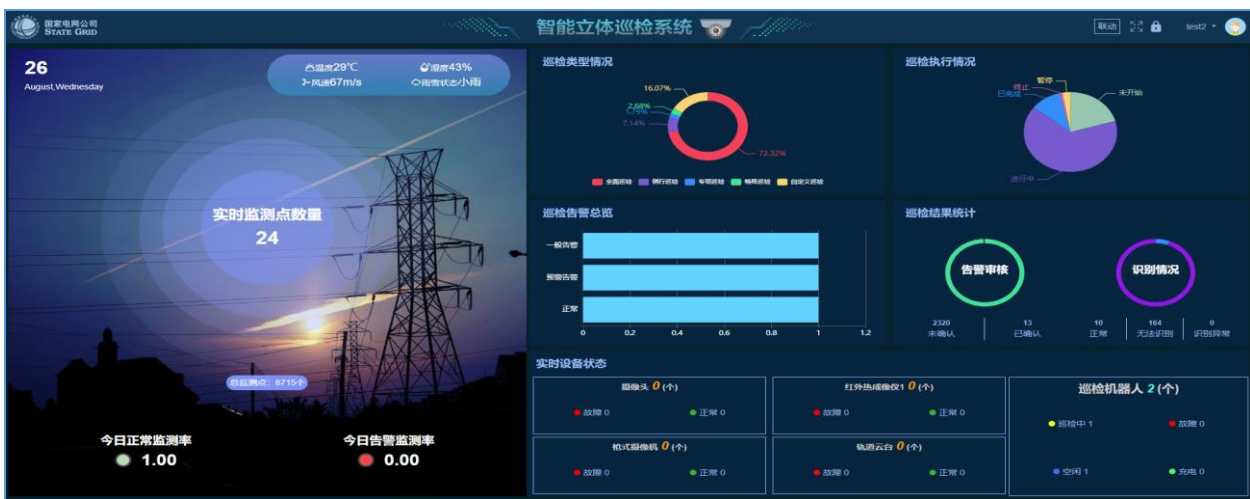 国家电网公司
STATE GRID
智能立体巡检系统
联动
test2
26
August,Wednesday
温度29℃
湿度43%
风速67m/s
雨雪状态小雨
实时监测点数量
24
总监测点：8715个
今日正常监测率
1.00
今日告警监测率
0.00
巡检类型情况
16.07%
2.68%
1.79%
7.14%
72.32%
全面巡检
例行巡检
专项巡检
特殊巡检
自定义巡检
巡检执行情况
暂停
终止
已完成
未开始
进行中
巡检告警总览
一般告警
预警告警
正常
0 0.2 0.4 0.6 0.8 1 1.2
巡检结果统计
告警审核
识别情况
2320
未确认
13
已确认
10
正常
164
无法识别
0
识别异常
实时设备状态
摄像头 0 (个)
故障 0
正常 0
红外热成像仪1 0 (个)
故障 0
正常 0
枪式摄像机 0 (个)
故障 0
正常 0
轨道云台 0 (个)
故障 0
正常 0
巡检机器人 2 (个)
巡检中 1
故障 0
空闲 1
充电 0